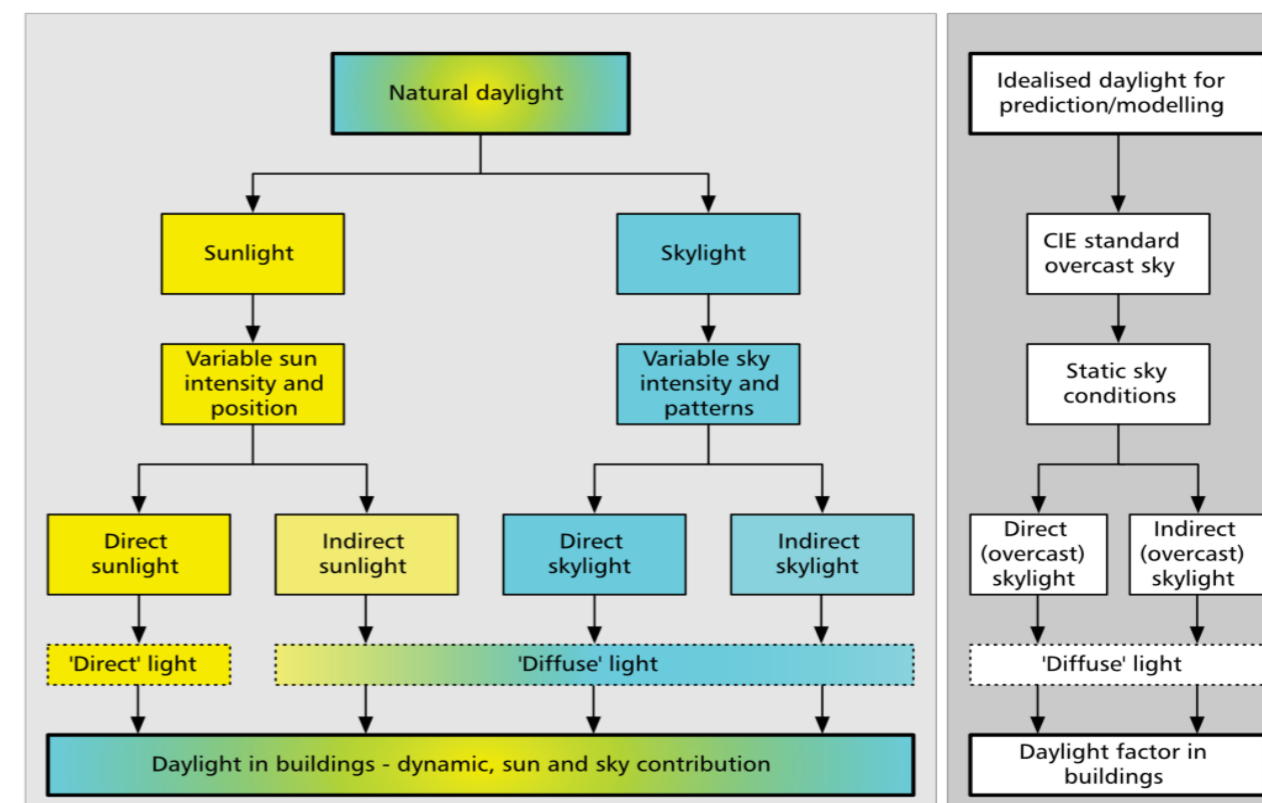 Natural daylight
Sunlight
Skylight
Variable sun
intensity and
position
Variable sky
intensity and
patterns
Direct
sunlight
Indirect
sunlight
Direct
skylight
Indirect
skylight
'Direct' light
'Diffuse' light
Daylight in buildings - dynamic, sun and sky contribution
Idealised daylight for
prediction/modelling
CIE standard
overcast sky
Static sky
conditions
Direct
(overcast)
skylight
Indirect
(overcast)
skylight
'Diffuse' light
Daylight factor in
buildings